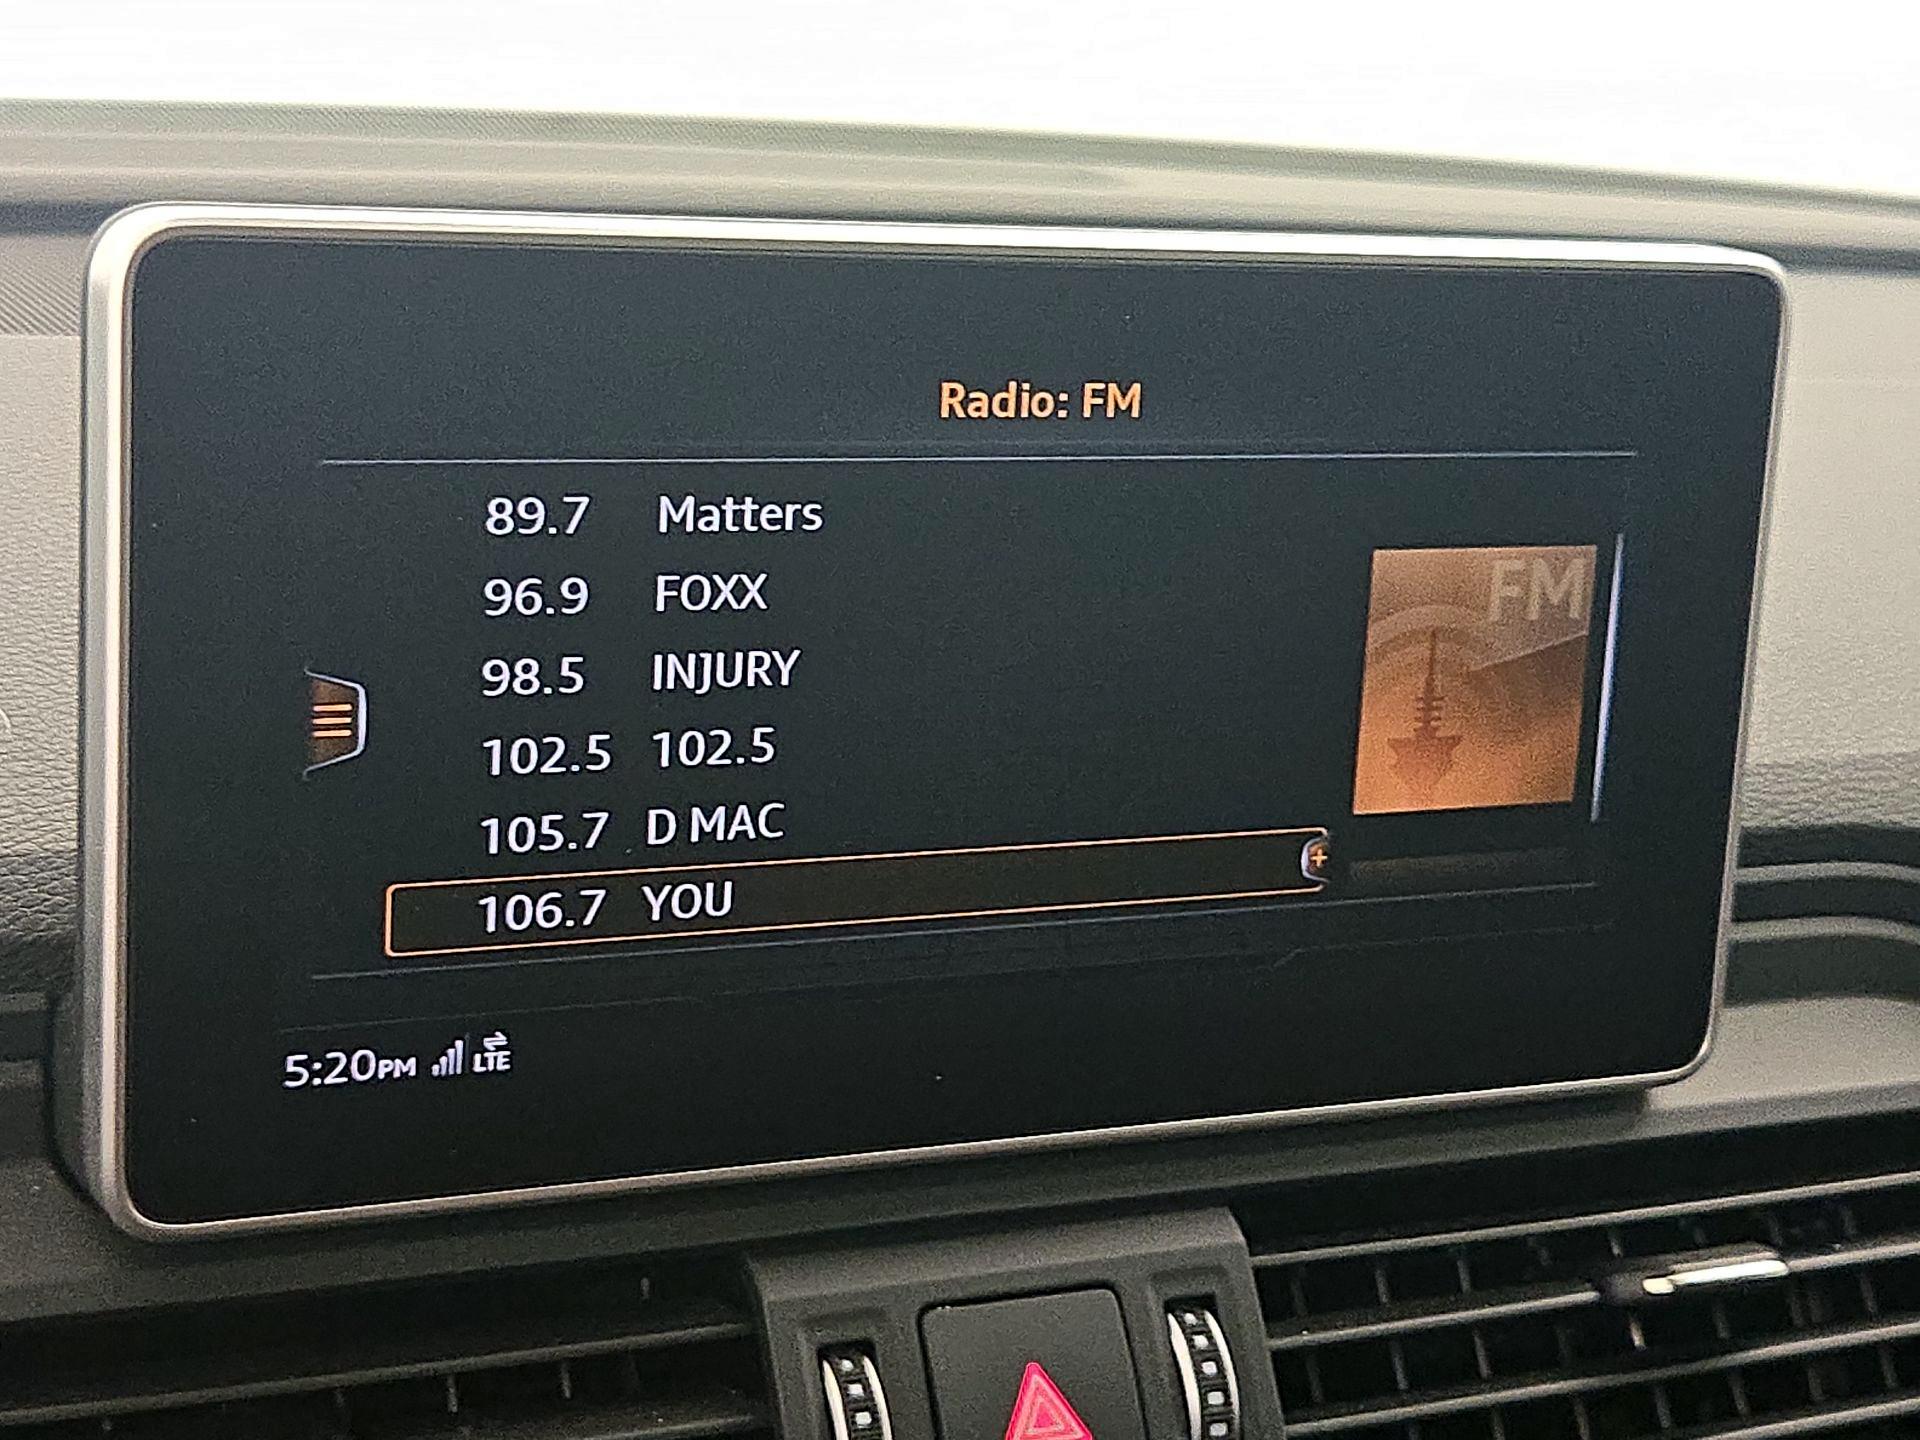 Radio: FM
89.7 Matters
96.9 FOXX
98.5 INJURY
102.5 102.5
105.7 D MAC
106.7 YOU
FM
+
5:20PM LTE